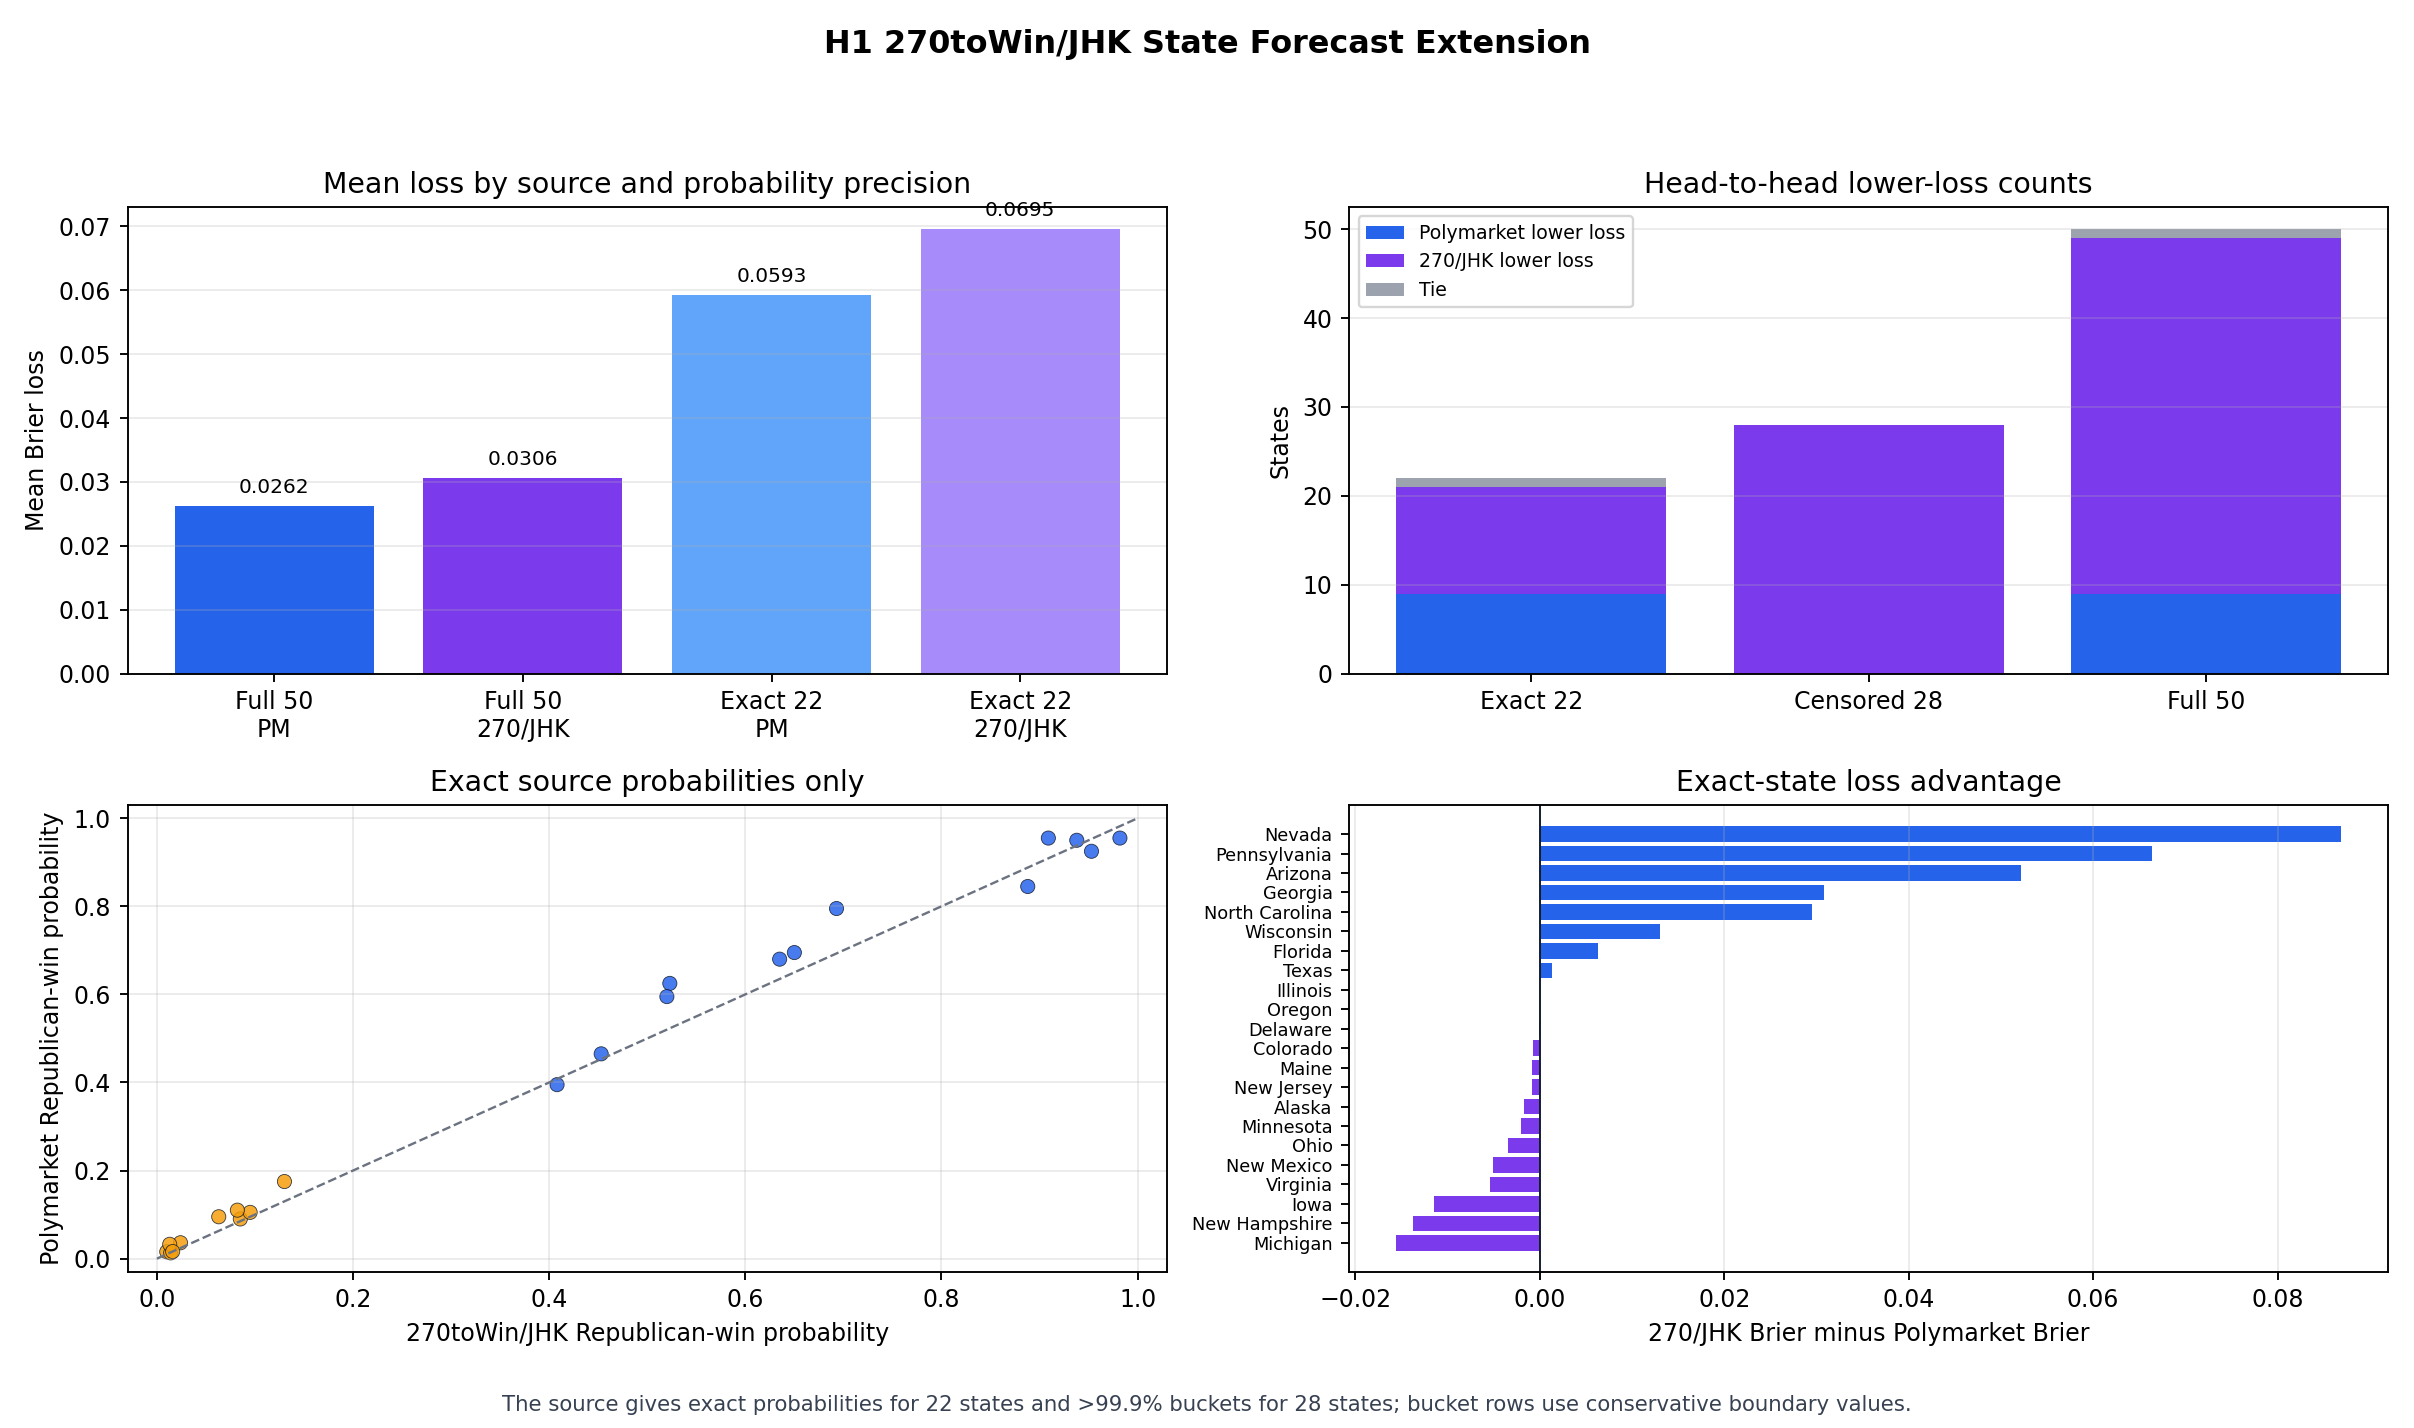 H1 270toWin/JHK State Forecast Extension
Mean loss by source and probability precision
Mean Brier loss
0.07
0.06
0.05
0.04
0.03
0.02
0.01
0.00
0.0262
0.0306
0.0593
0.0695
Full 50
PM
Full 50
270/JHK
Exact 22
PM
Exact 22
270/JHK
Head-to-head lower-loss counts
States
50
40
30
20
10
0
Polymarket lower loss
270/JHK lower loss
Tie
Exact 22
Censored 28
Full 50
Exact source probabilities only
Polymarket Republican-win probability
1.0
0.8
0.6
0.4
0.2
0.0
0.0
0.2
0.4
0.6
0.8
1.0
270toWin/JHK Republican-win probability
Exact-state loss advantage
Nevada
Pennsylvania
Arizona
Georgia
North Carolina
Wisconsin
Florida
Texas
Illinois
Oregon
Delaware
Colorado
Maine
New Jersey
Alaska
Minnesota
Ohio
New Mexico
Virginia
Iowa
New Hampshire
Michigan
−0.02
0.00
0.02
0.04
0.06
0.08
270/JHK Brier minus Polymarket Brier
The source gives exact probabilities for 22 states and >99.9% buckets for 28 states; bucket rows use conservative boundary values.